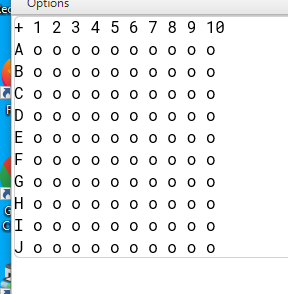 Options
+ 1 2 3 4 5 6 7 8 9 10
A o o o o o o o o o o
B o o o o o o o o o o
C o o o o o o o o o o
D o o o o o o o o o o
E o o o o o o o o o o
F o o o o o o o o o o
G o o o o o o o o o o
H o o o o o o o o o o
I o o o o o o o o o o
J o o o o o o o o o o